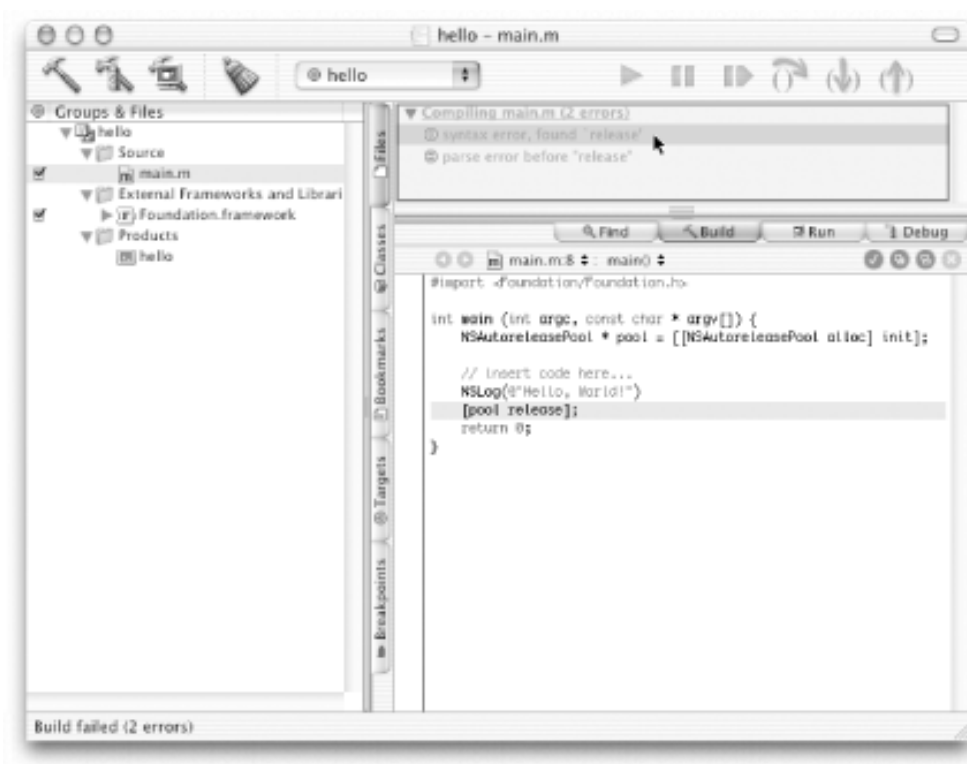 hello – main.m
hello
Groups & Files
hello
Source
main.m
External Frameworks and Librari
Foundation.framework
Products
hello
Files
Classes
Bookmarks
Targets
Breakpoints
Compiling main.m (2 errors)
syntax error, found `release'
parse error before "release"
Find
Build
Run
Debug
main.m:8 : main()
#import <Foundation/Foundation.h>
int main (int argc, const char * argv[]) {
NSAutoreleasePool * pool = [[NSAutoreleasePool alloc] init];
// insert code here...
NSLog(@"Hello, World!")
[pool release];
return 0;
}
Build failed (2 errors)